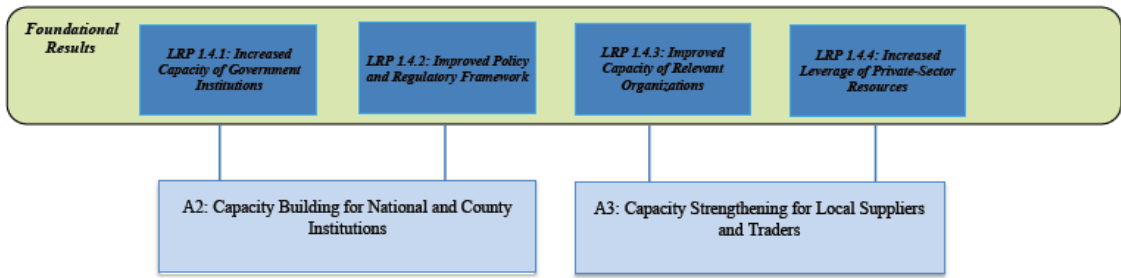 Foundational
Results
LRP 1.4.1: Increased
Capacity of Government
Institutions
LRP 1.4.2: Improved Policy
and Regulatory Framework
LRP 1.4.3: Improved
Capacity of Relevant
Organizations
LRP 1.4.4: Increased
Leverage of Private-Sector
Resources
A2: Capacity Building for National and County
Institutions
A3: Capacity Strengthening for Local Suppliers
and Traders